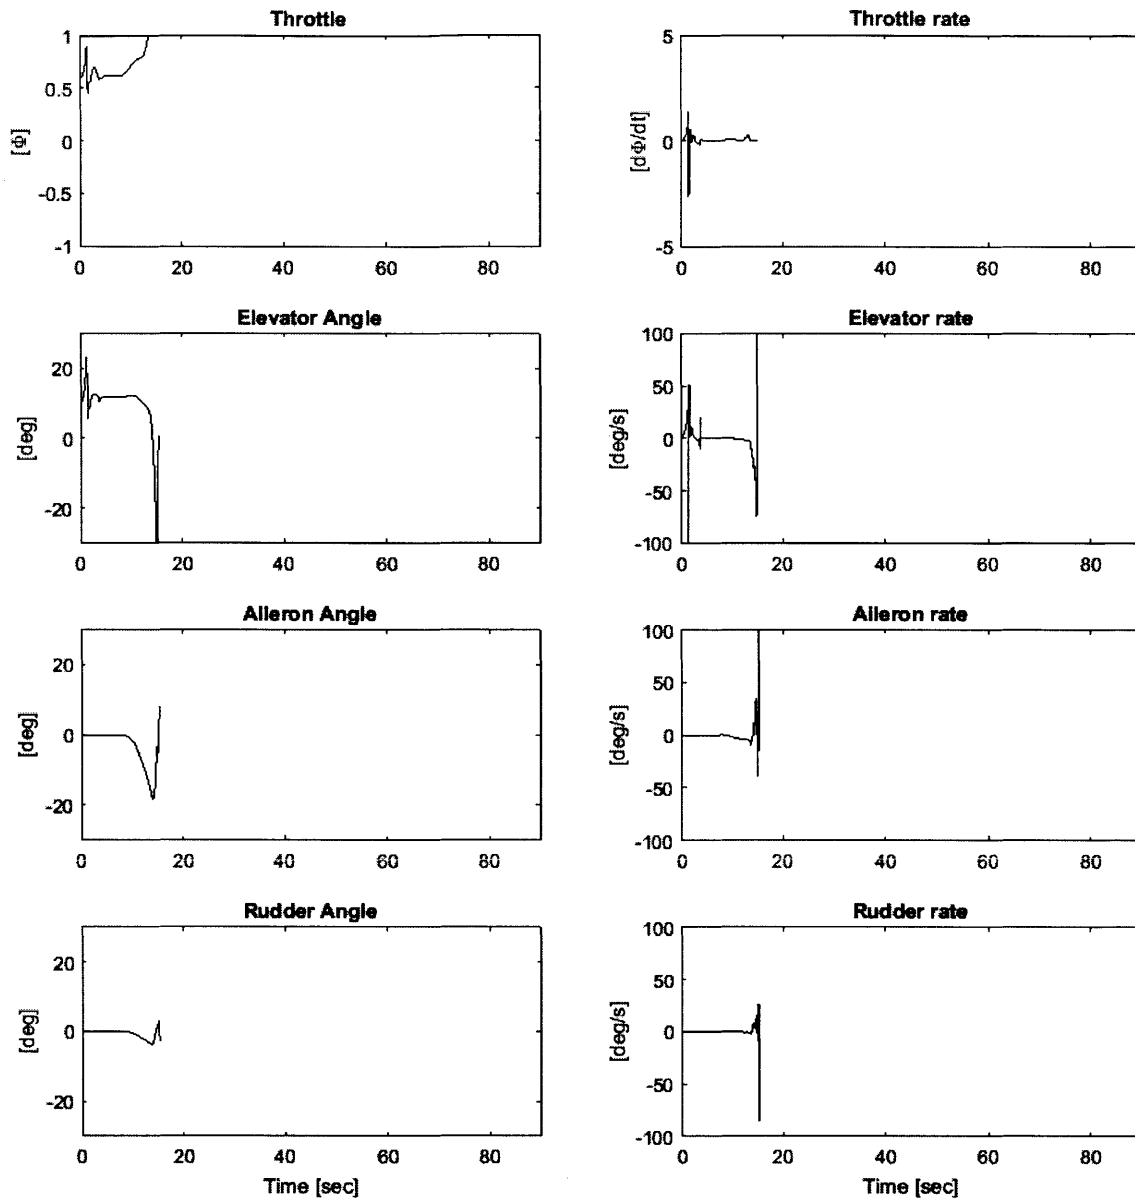 Throttle
Throttle rate
1
0.5
0
-0.5
-1
[Φ]
0 20 40 60 80
5
0
-5
[dΦ/dt]
0 20 40 60 80
Elevator Angle
Elevator rate
20
0
-20
[deg]
0 20 40 60 80
100
50
0
-50
-100
[deg/s]
0 20 40 60 80
Aileron Angle
Aileron rate
20
0
-20
[deg]
0 20 40 60 80
100
50
0
-50
-100
[deg/s]
0 20 40 60 80
Rudder Angle
Rudder rate
20
0
-20
[deg]
0 20 40 60 80
Time [sec]
100
50
0
-50
-100
[deg/s]
0 20 40 60 80
Time [sec]